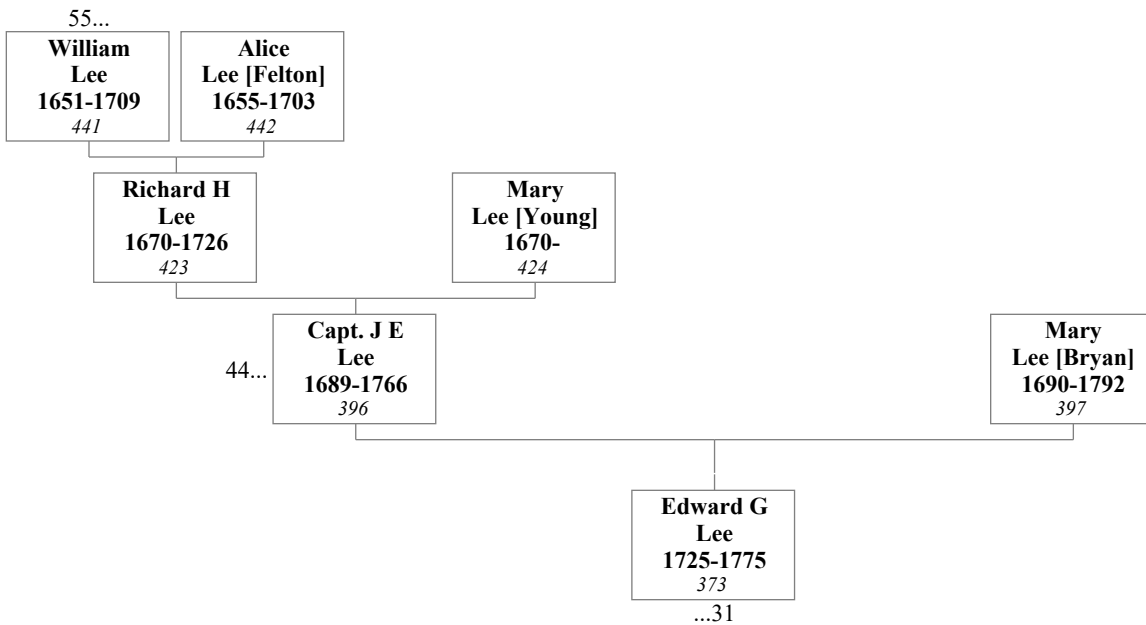 55...
William
Lee
1651-1709
441
Alice
Lee [Felton]
1655-1703
442
Richard H
Lee
1670-1726
423
Mary
Lee [Young]
1670-
424
44...
Capt. J E
Lee
1689-1766
396
Mary
Lee [Bryan]
1690-1792
397
Edward G
Lee
1725-1775
373
...31